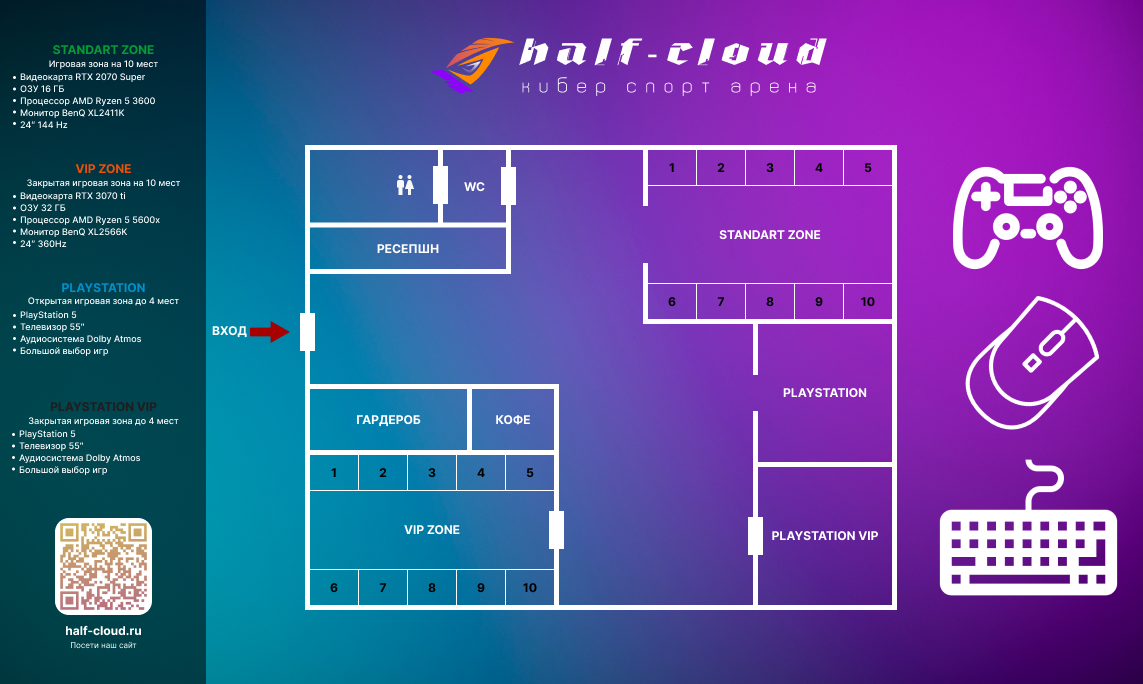 STANDART ZONE
Игровая зона на 10 мест
• Видеокарта RTX 2070 Super
• ОЗУ 16 ГБ
• Процессор AMD Ryzen 5 3600
• Монитор BenQ XL2411K
• 24" 144 Hz
VIP ZONE
Закрытая игровая зона на 10 мест
• Видеокарта RTX 3070 ti
• ОЗУ 32 ГБ
• Процессор AMD Ryzen 5 5600x
• Монитор BenQ XL2566K
• 24" 360Hz
PLAYSTATION
Открытая игровая зона до 4 мест
• PlayStation 5
• Телевизор 55"
• Аудиосистема Dolby Atmos
• Большой выбор игр
PLAYSTATION VIP
Закрытая игровая зона до 4 мест
• PlayStation 5
• Телевизор 55"
• Аудиосистема Dolby Atmos
• Большой выбор игр
half-cloud.ru
Посети наш сайт
half-cloud
кибер спорт арена
WC
РЕСЕПШН
ВХОД
ГАРДЕРОБ
КОФЕ
1 2 3 4 5
VIP ZONE
6 7 8 9 10
1 2 3 4 5
STANDART ZONE
6 7 8 9 10
PLAYSTATION
PLAYSTATION VIP